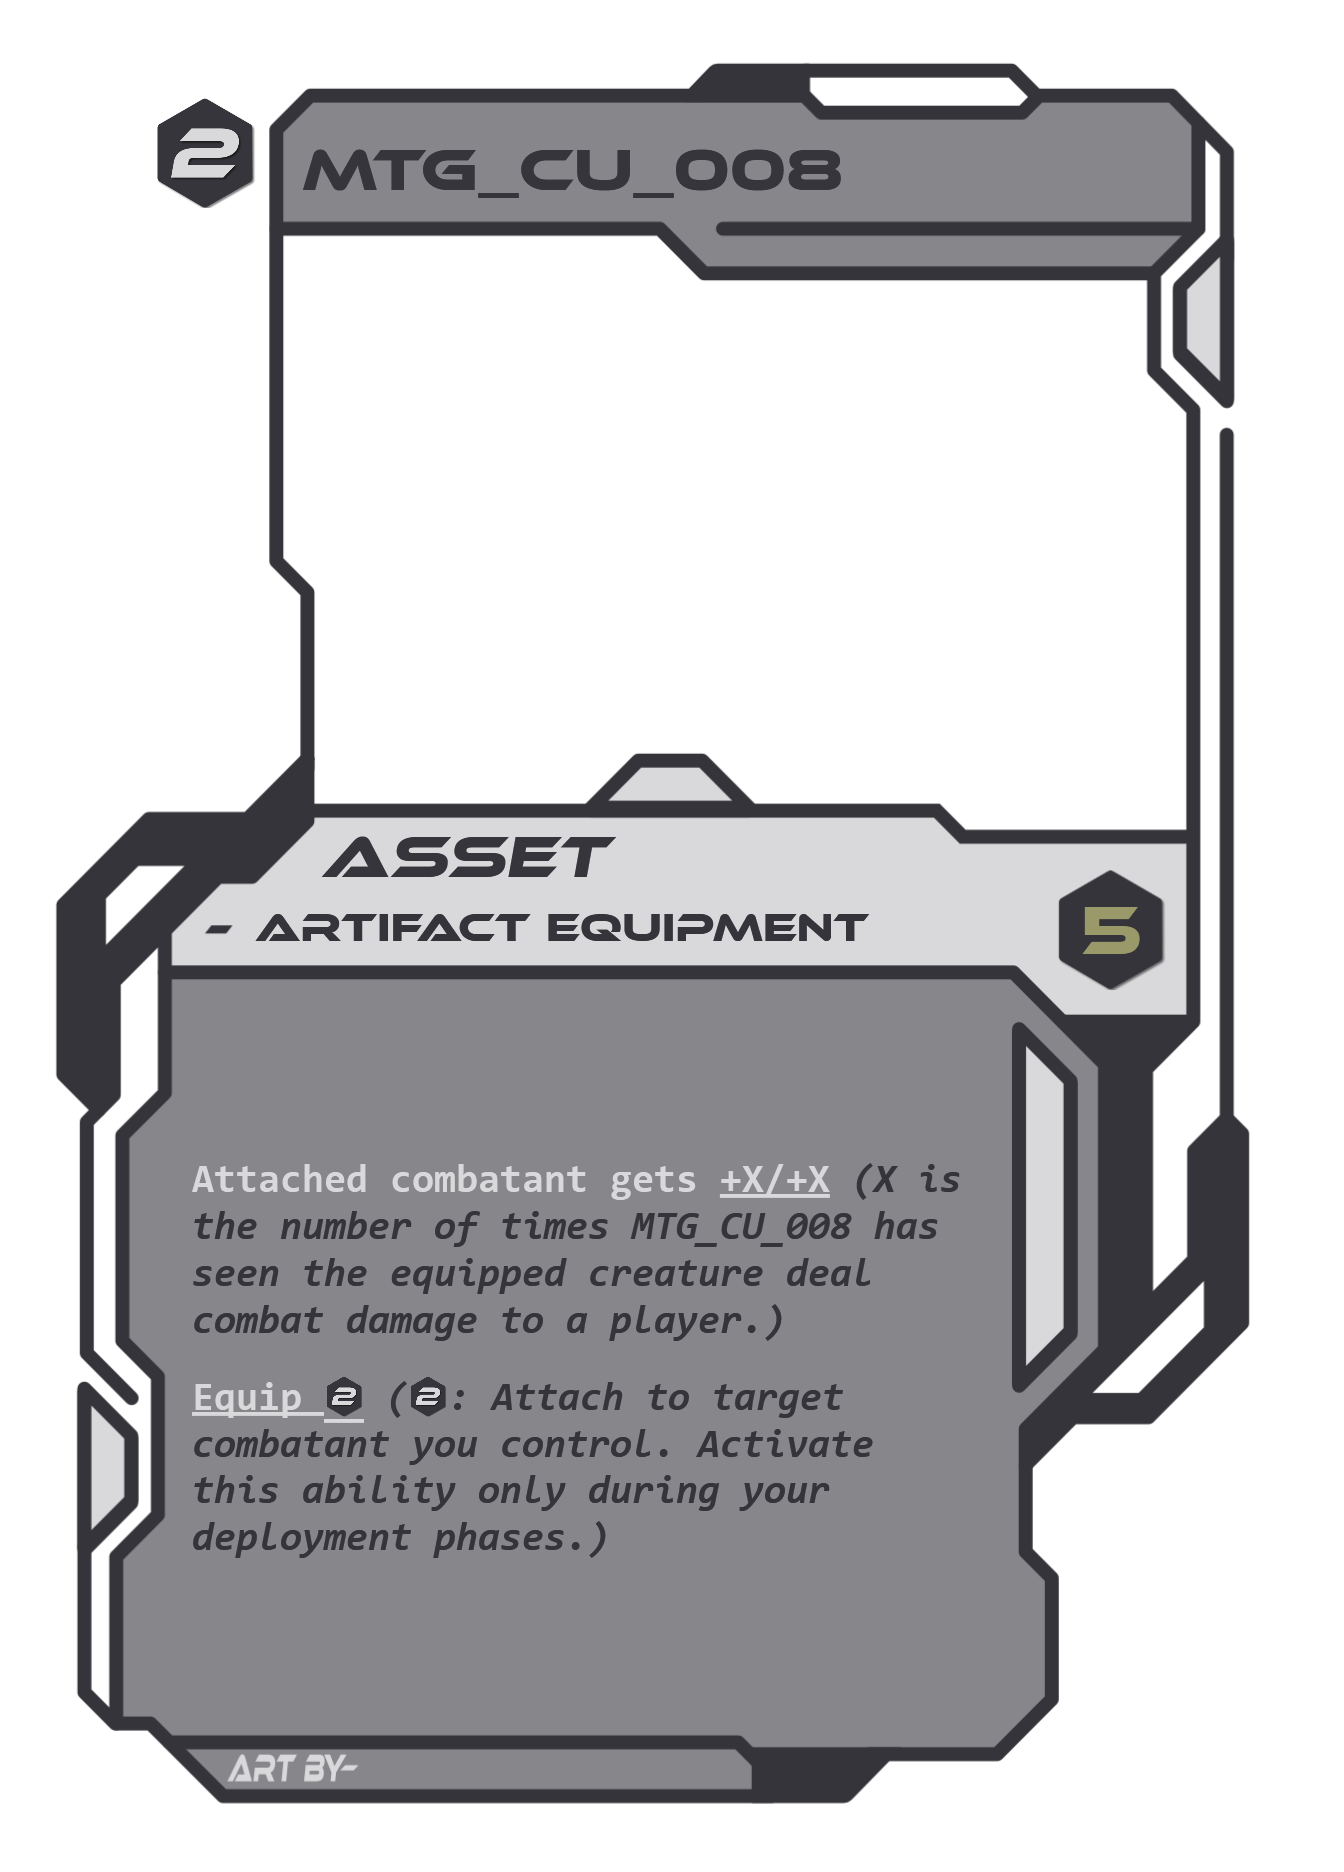 2
MTG_CU_008
ASSET
- ARTIFACT EQUIPMENT
5
Attached combatant gets +X/+X (X is
the number of times MTG_CU_008 has
seen the equipped creature deal
combat damage to a player.)
Equip 2 (2: Attach to target
combatant you control. Activate
this ability only during your
deployment phases.)
ART BY-